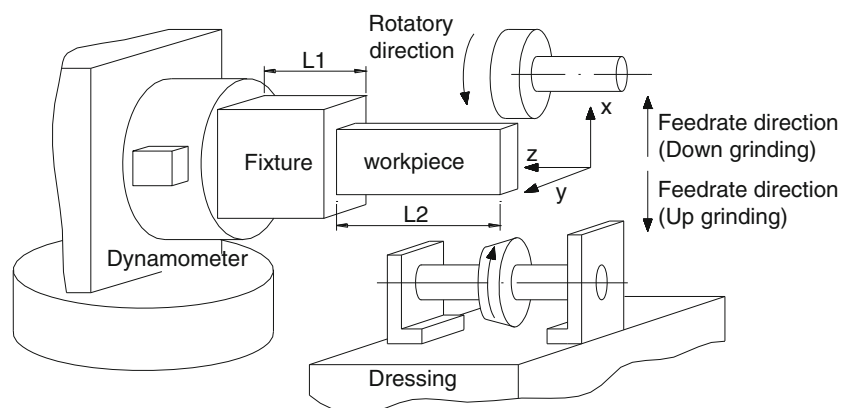 Rotatory
direction
L1
x
Feedrate direction
(Down grinding)
Fixture
workpiece
z
y
Feedrate direction
(Up grinding)
L2
Dynamometer
Dressing